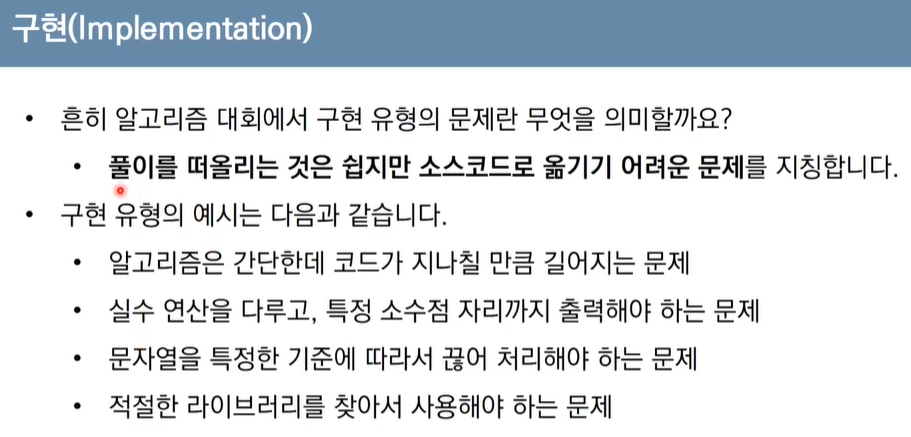 구현(Implementation)
• 흔히 알고리즘 대회에서 구현 유형의 문제란 무엇을 의미할까요?
• 풀이를 떠올리는 것은 쉽지만 소스코드로 옮기기 어려운 문제를 지칭합니다.
• 구현 유형의 예시는 다음과 같습니다.
• 알고리즘은 간단한데 코드가 지나칠 만큼 길어지는 문제
• 실수 연산을 다루고, 특정 소수점 자리까지 출력해야 하는 문제
• 문자열을 특정한 기준에 따라서 끊어 처리해야 하는 문제
• 적절한 라이브러리를 찾아서 사용해야 하는 문제